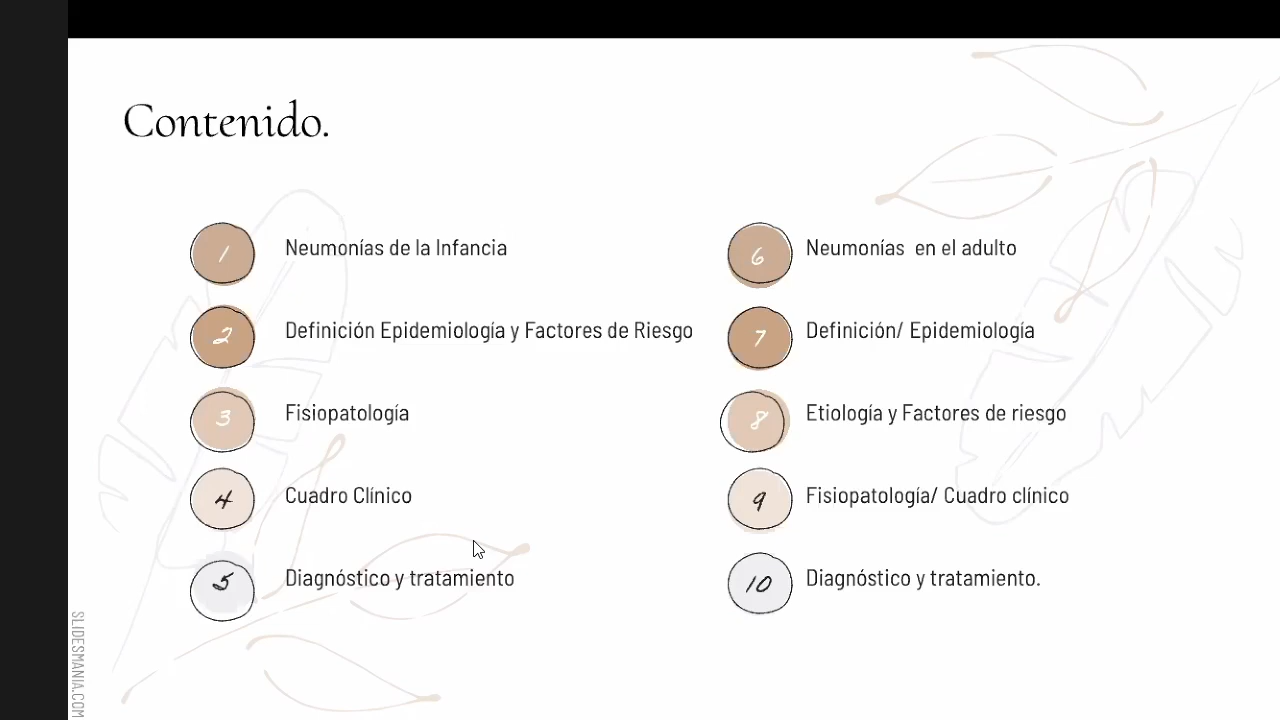 Contenido.
1 Neumonías de la Infancia
2 Definición Epidemiología y Factores de Riesgo
3 Fisiopatología
4 Cuadro Clínico
5 Diagnóstico y tratamiento
6 Neumonías  en el adulto
7 Definición/ Epidemiología
8 Etiología y Factores de riesgo
9 Fisiopatología/ Cuadro clínico
10 Diagnóstico y tratamiento.
SLIDESMANIA.COM